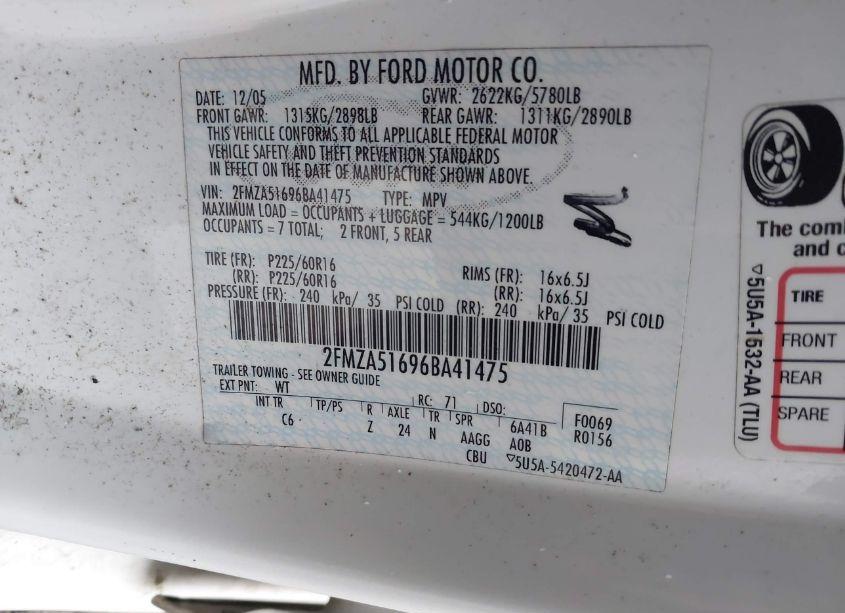 MFD. BY FORD MOTOR CO.
DATE: 12/05 GVWR: 2622KG/5780LB
FRONT GAWR: 1315KG/2898LB REAR GAWR: 1311KG/2890LB
THIS VEHICLE CONFORMS TO ALL APPLICABLE FEDERAL MOTOR
VEHICLE SAFETY AND THEFT PREVENTION STANDARDS
IN EFFECT ON THE DATE OF MANUFACTURE SHOWN ABOVE.
VIN: 2FMZA51696BA41475 TYPE: MPV
MAXIMUM LOAD = OCCUPANTS + LUGGAGE = 544KG/1200LB
OCCUPANTS = 7 TOTAL; 2 FRONT, 5 REAR
TIRE (FR): P225/60R16 RIMS (FR): 16x6.5J
(RR): P225/60R16 (RR): 16x6.5J
PRESSURE (FR): 240 kPa/ 35 PSI COLD (RR): 240 kPa/ 35 PSI COLD
2FMZA51696BA41475
TRAILER TOWING - SEE OWNER GUIDE
EXT PNT: WT RC: 71 DSO: F0069
INT TR TP/PS R AXLE TR SPR 6A41B R0156
C6 Z 24 N AAGG A0B
CBU ▽5U5A-5420472-AA
The comb
and c
▽5U5A-1532-AA (TLU)
TIRE
FRONT
REAR
SPARE